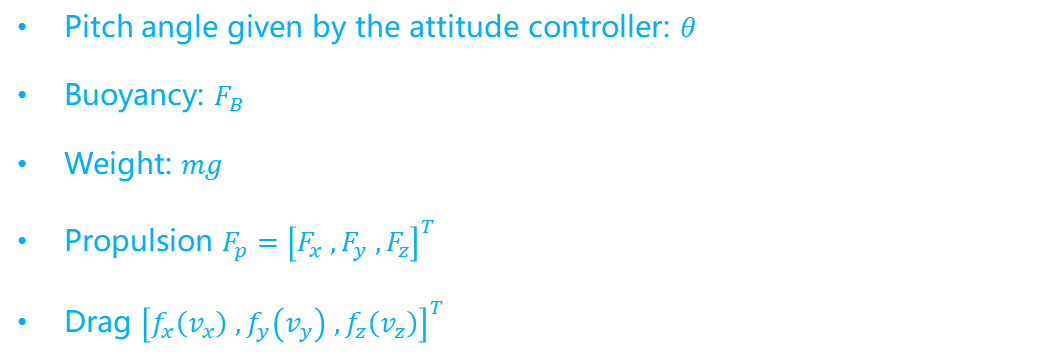 • Pitch angle given by the attitude controller: θ
• Buoyancy: F_B
• Weight: mg
• Propulsion F_p = [F_x , F_y , F_z]^T
• Drag [f_x(v_x) , f_y(v_y) , f_z(v_z)]^T